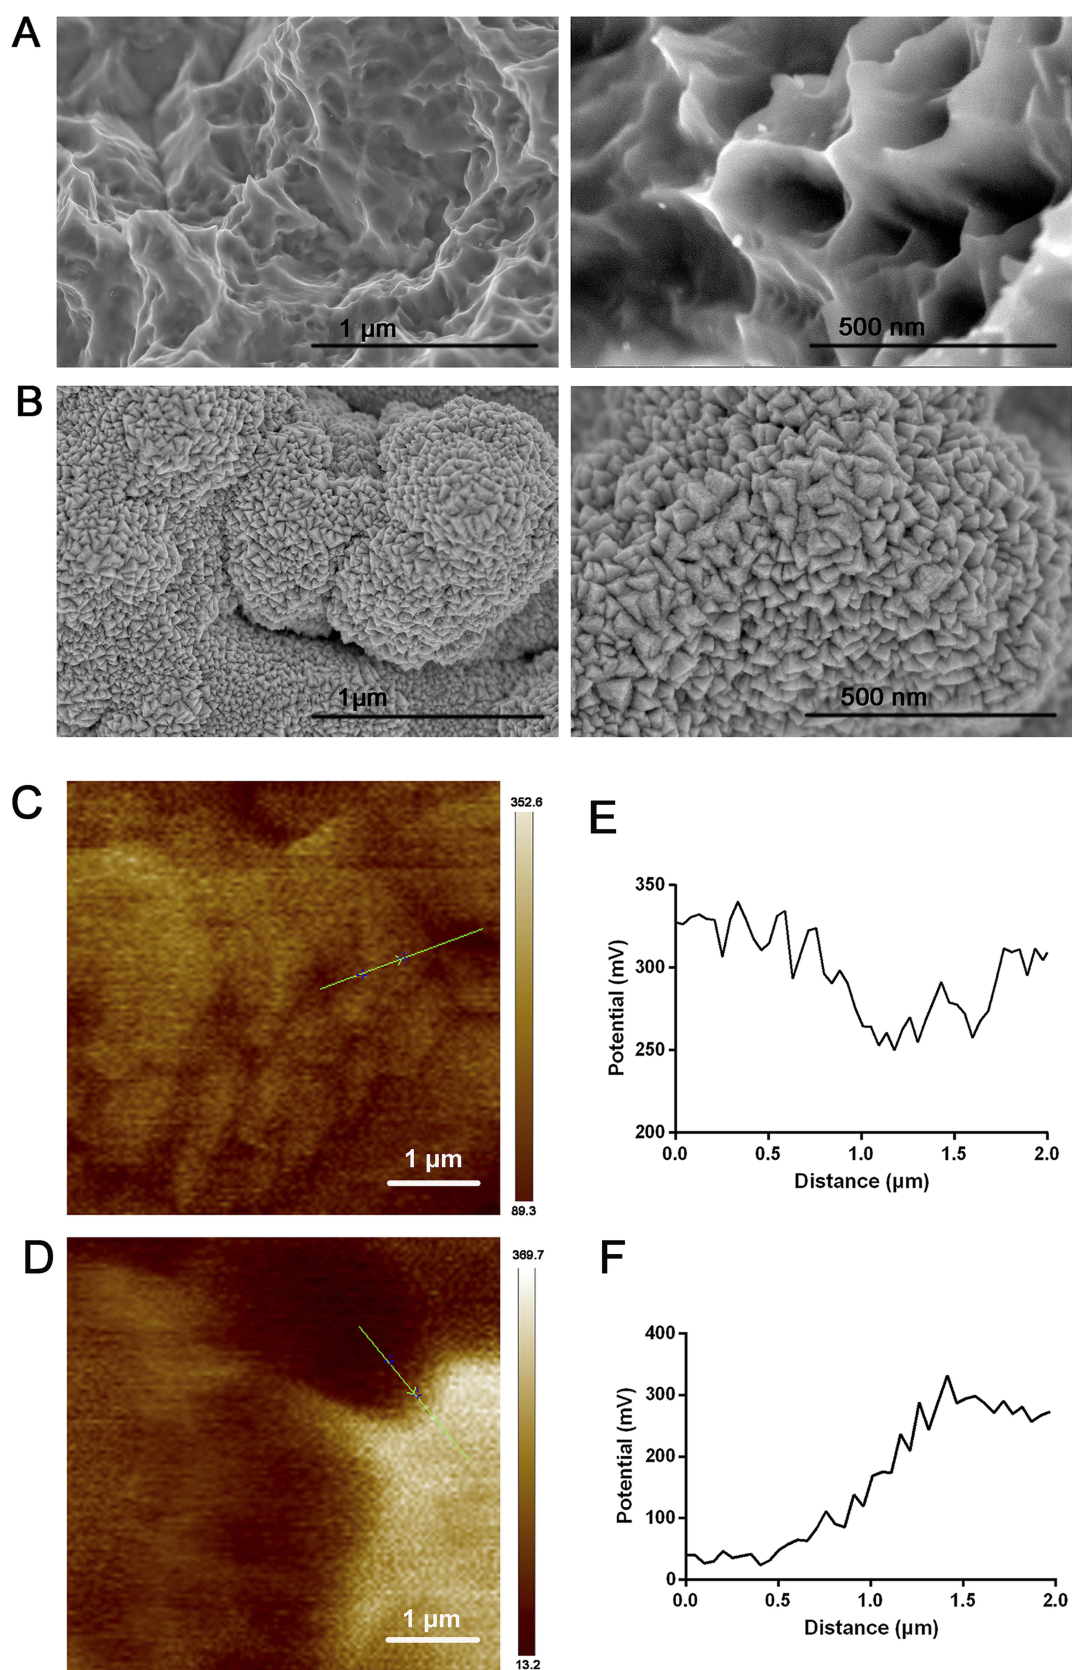 A
1 µm
500 nm
B
1µm
500 nm
C
352.6
89.3
1 µm
E
350
300
250
200
Potential (mV)
0.0 0.5 1.0 1.5 2.0
Distance (µm)
D
369.7
13.2
1 µm
F
400
300
200
100
0
Potential (mV)
0.0 0.5 1.0 1.5 2.0
Distance (µm)